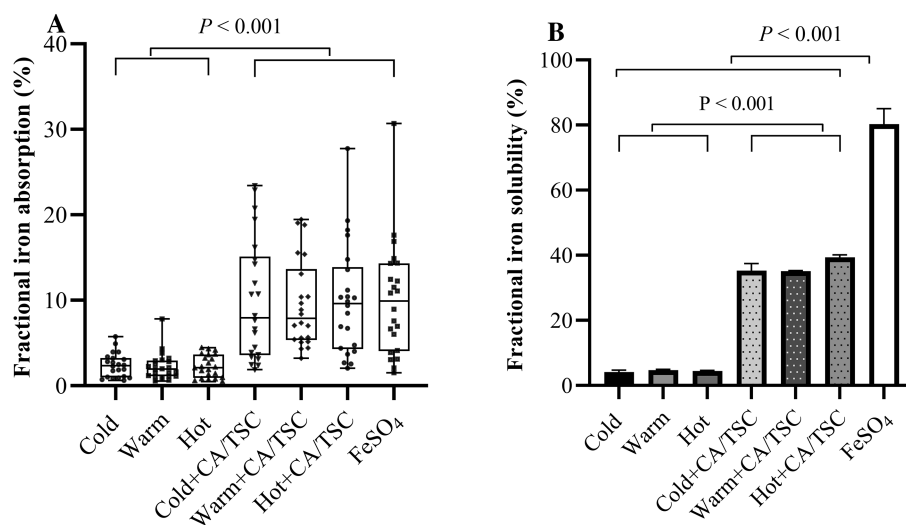 A
P < 0.001
Fractional iron absorption (%)
40
30
20
10
0
Cold
Warm
Hot
Cold+CA/TSC
Warm+CA/TSC
Hot+CA/TSC
FeSO4
B
P < 0.001
P < 0.001
Fractional iron solubility (%)
100
80
60
40
20
0
Cold
Warm
Hot
Cold+CA/TSC
Warm+CA/TSC
Hot+CA/TSC
FeSO4